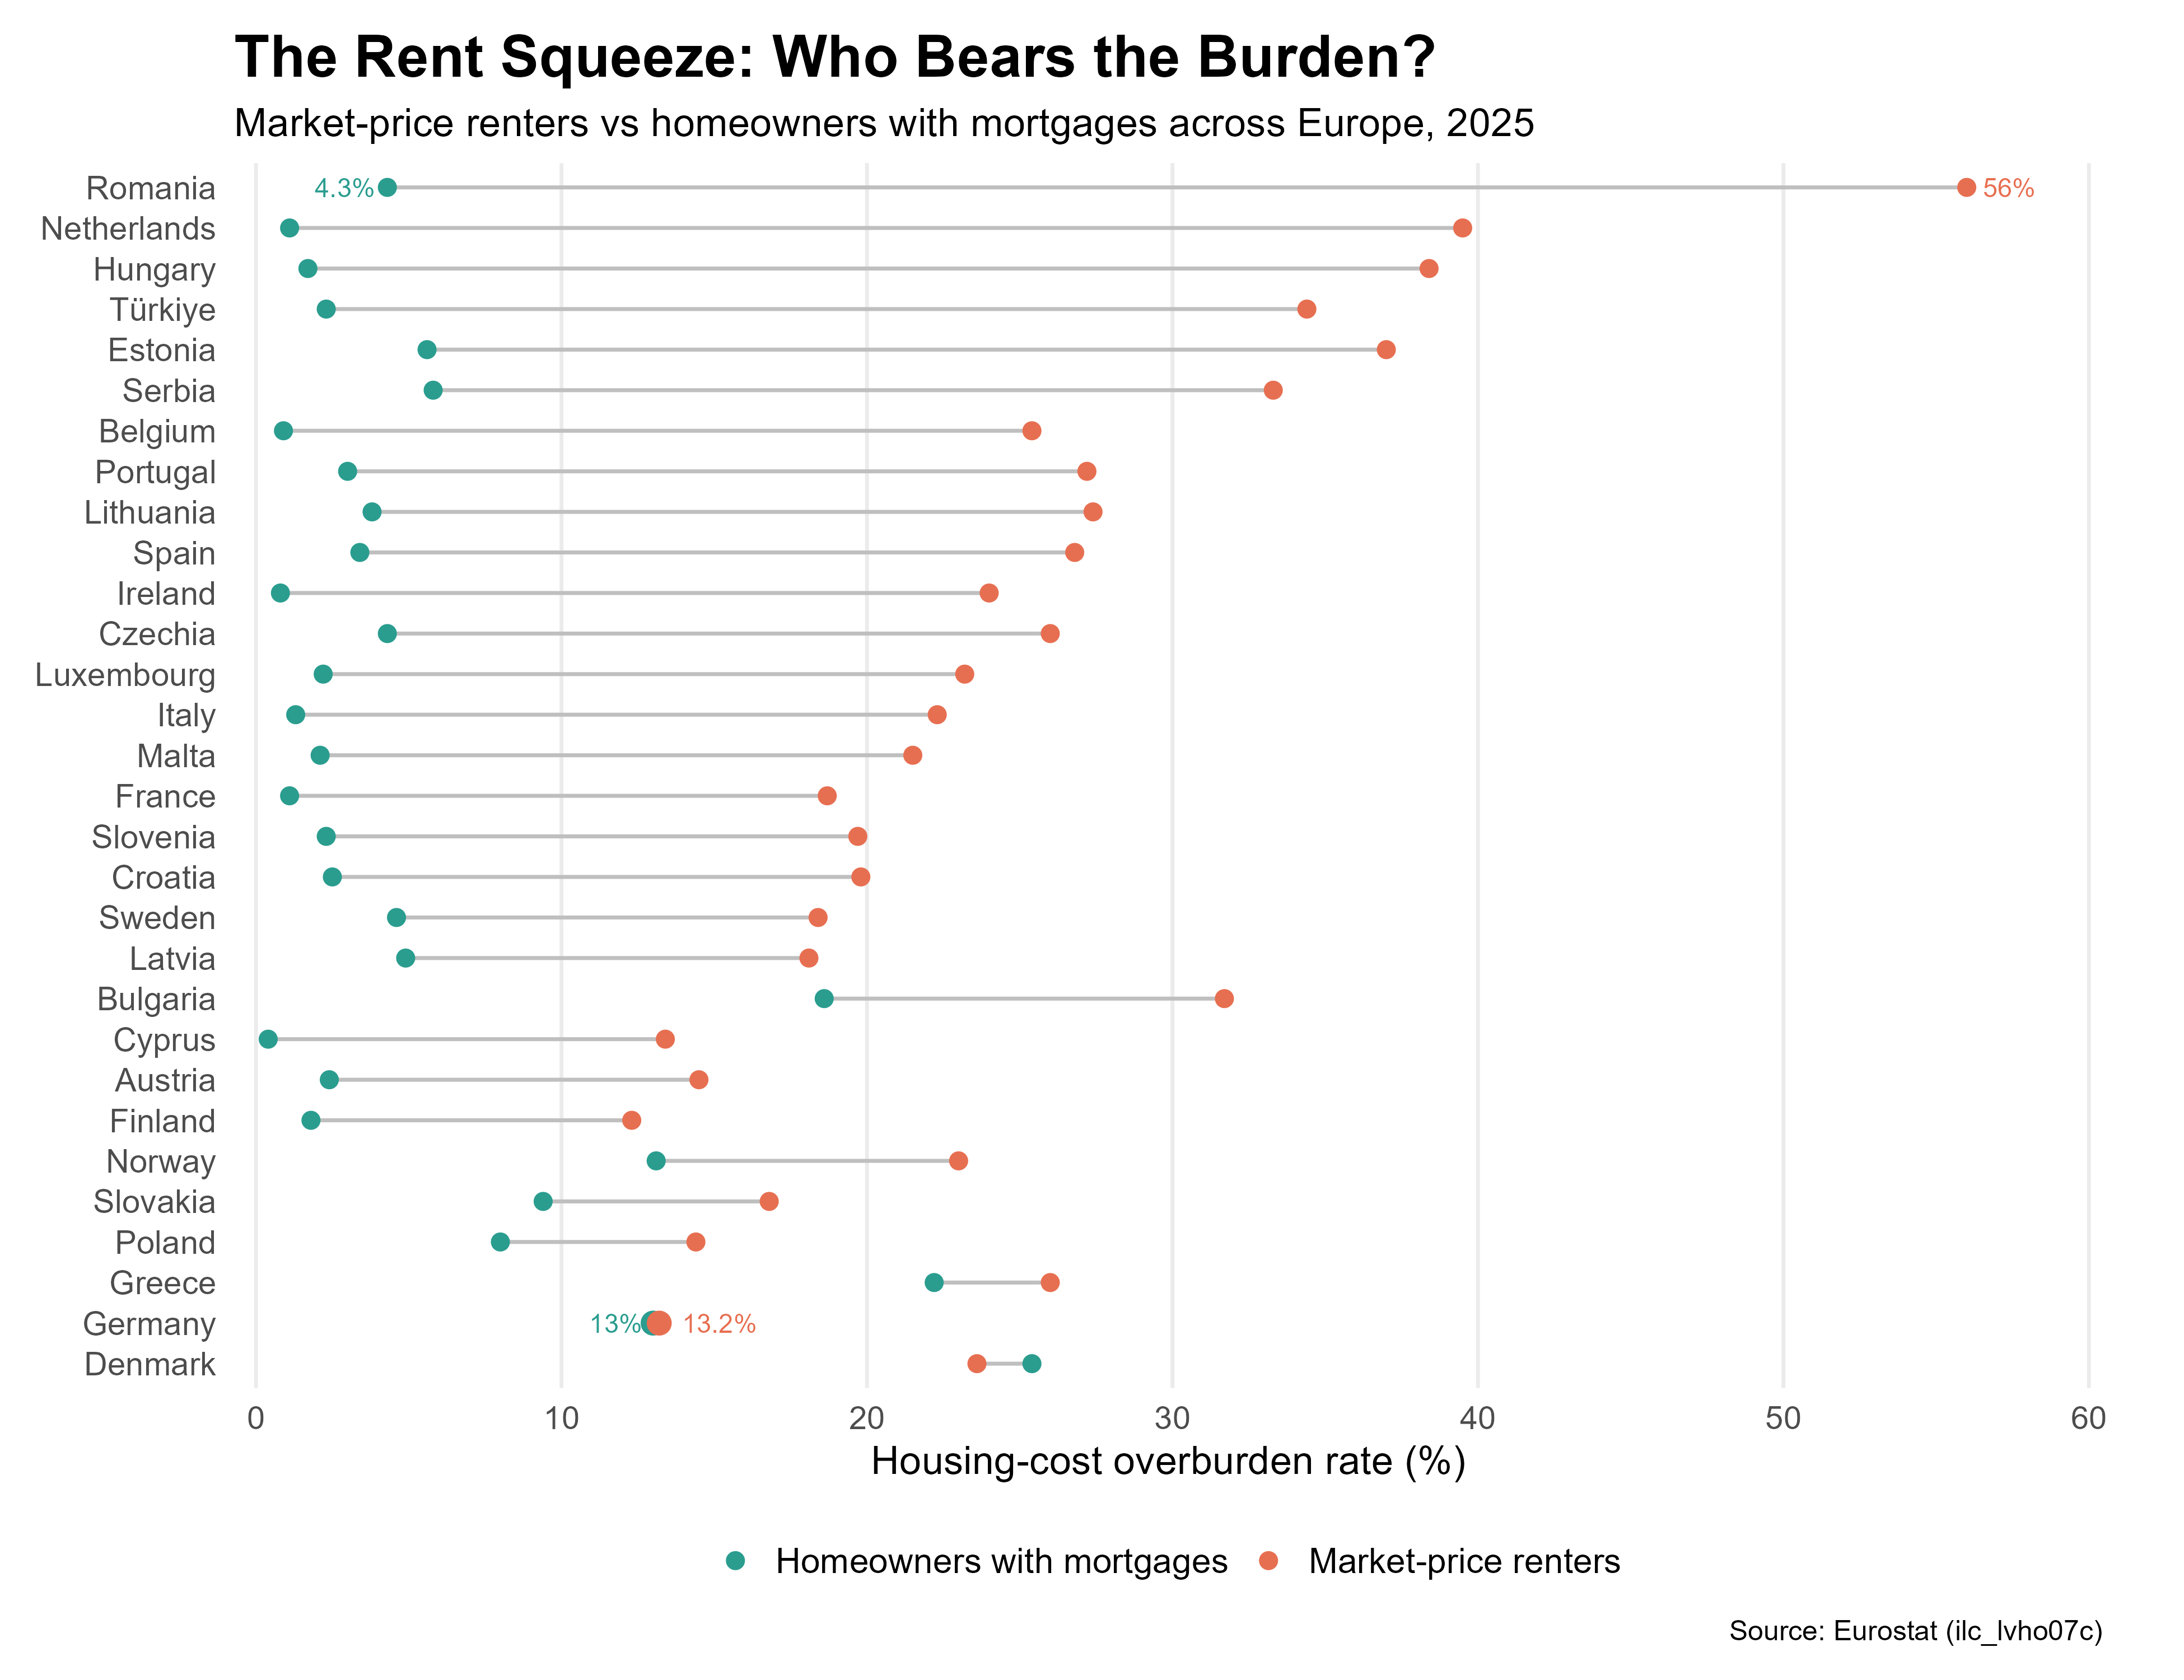 The Rent Squeeze: Who Bears the Burden?
Market-price renters vs homeowners with mortgages across Europe, 2025
Romania 4.3% 56%
Netherlands
Hungary
Türkiye
Estonia
Serbia
Belgium
Portugal
Lithuania
Spain
Ireland
Czechia
Luxembourg
Italy
Malta
France
Slovenia
Croatia
Sweden
Latvia
Bulgaria
Cyprus
Austria
Finland
Norway
Slovakia
Poland
Greece
Germany 13% 13.2%
Denmark
0 10 20 30 40 50 60
Housing-cost overburden rate (%)
Homeowners with mortgages Market-price renters
Source: Eurostat (ilc_lvho07c)